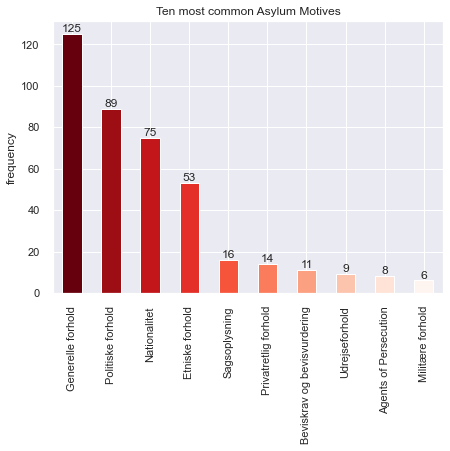 Ten most common Asylum Motives
frequency
120
100
80
60
40
20
0
125
89
75
53
16
14
11
9
8
6
Generelle forhold
Politiske forhold
Nationalitet
Etniske forhold
Sagsoplysning
Privatretlig forhold
Beviskrav og bevisvurdering
Udrejseforhold
Agents of Persecution
Militære forhold